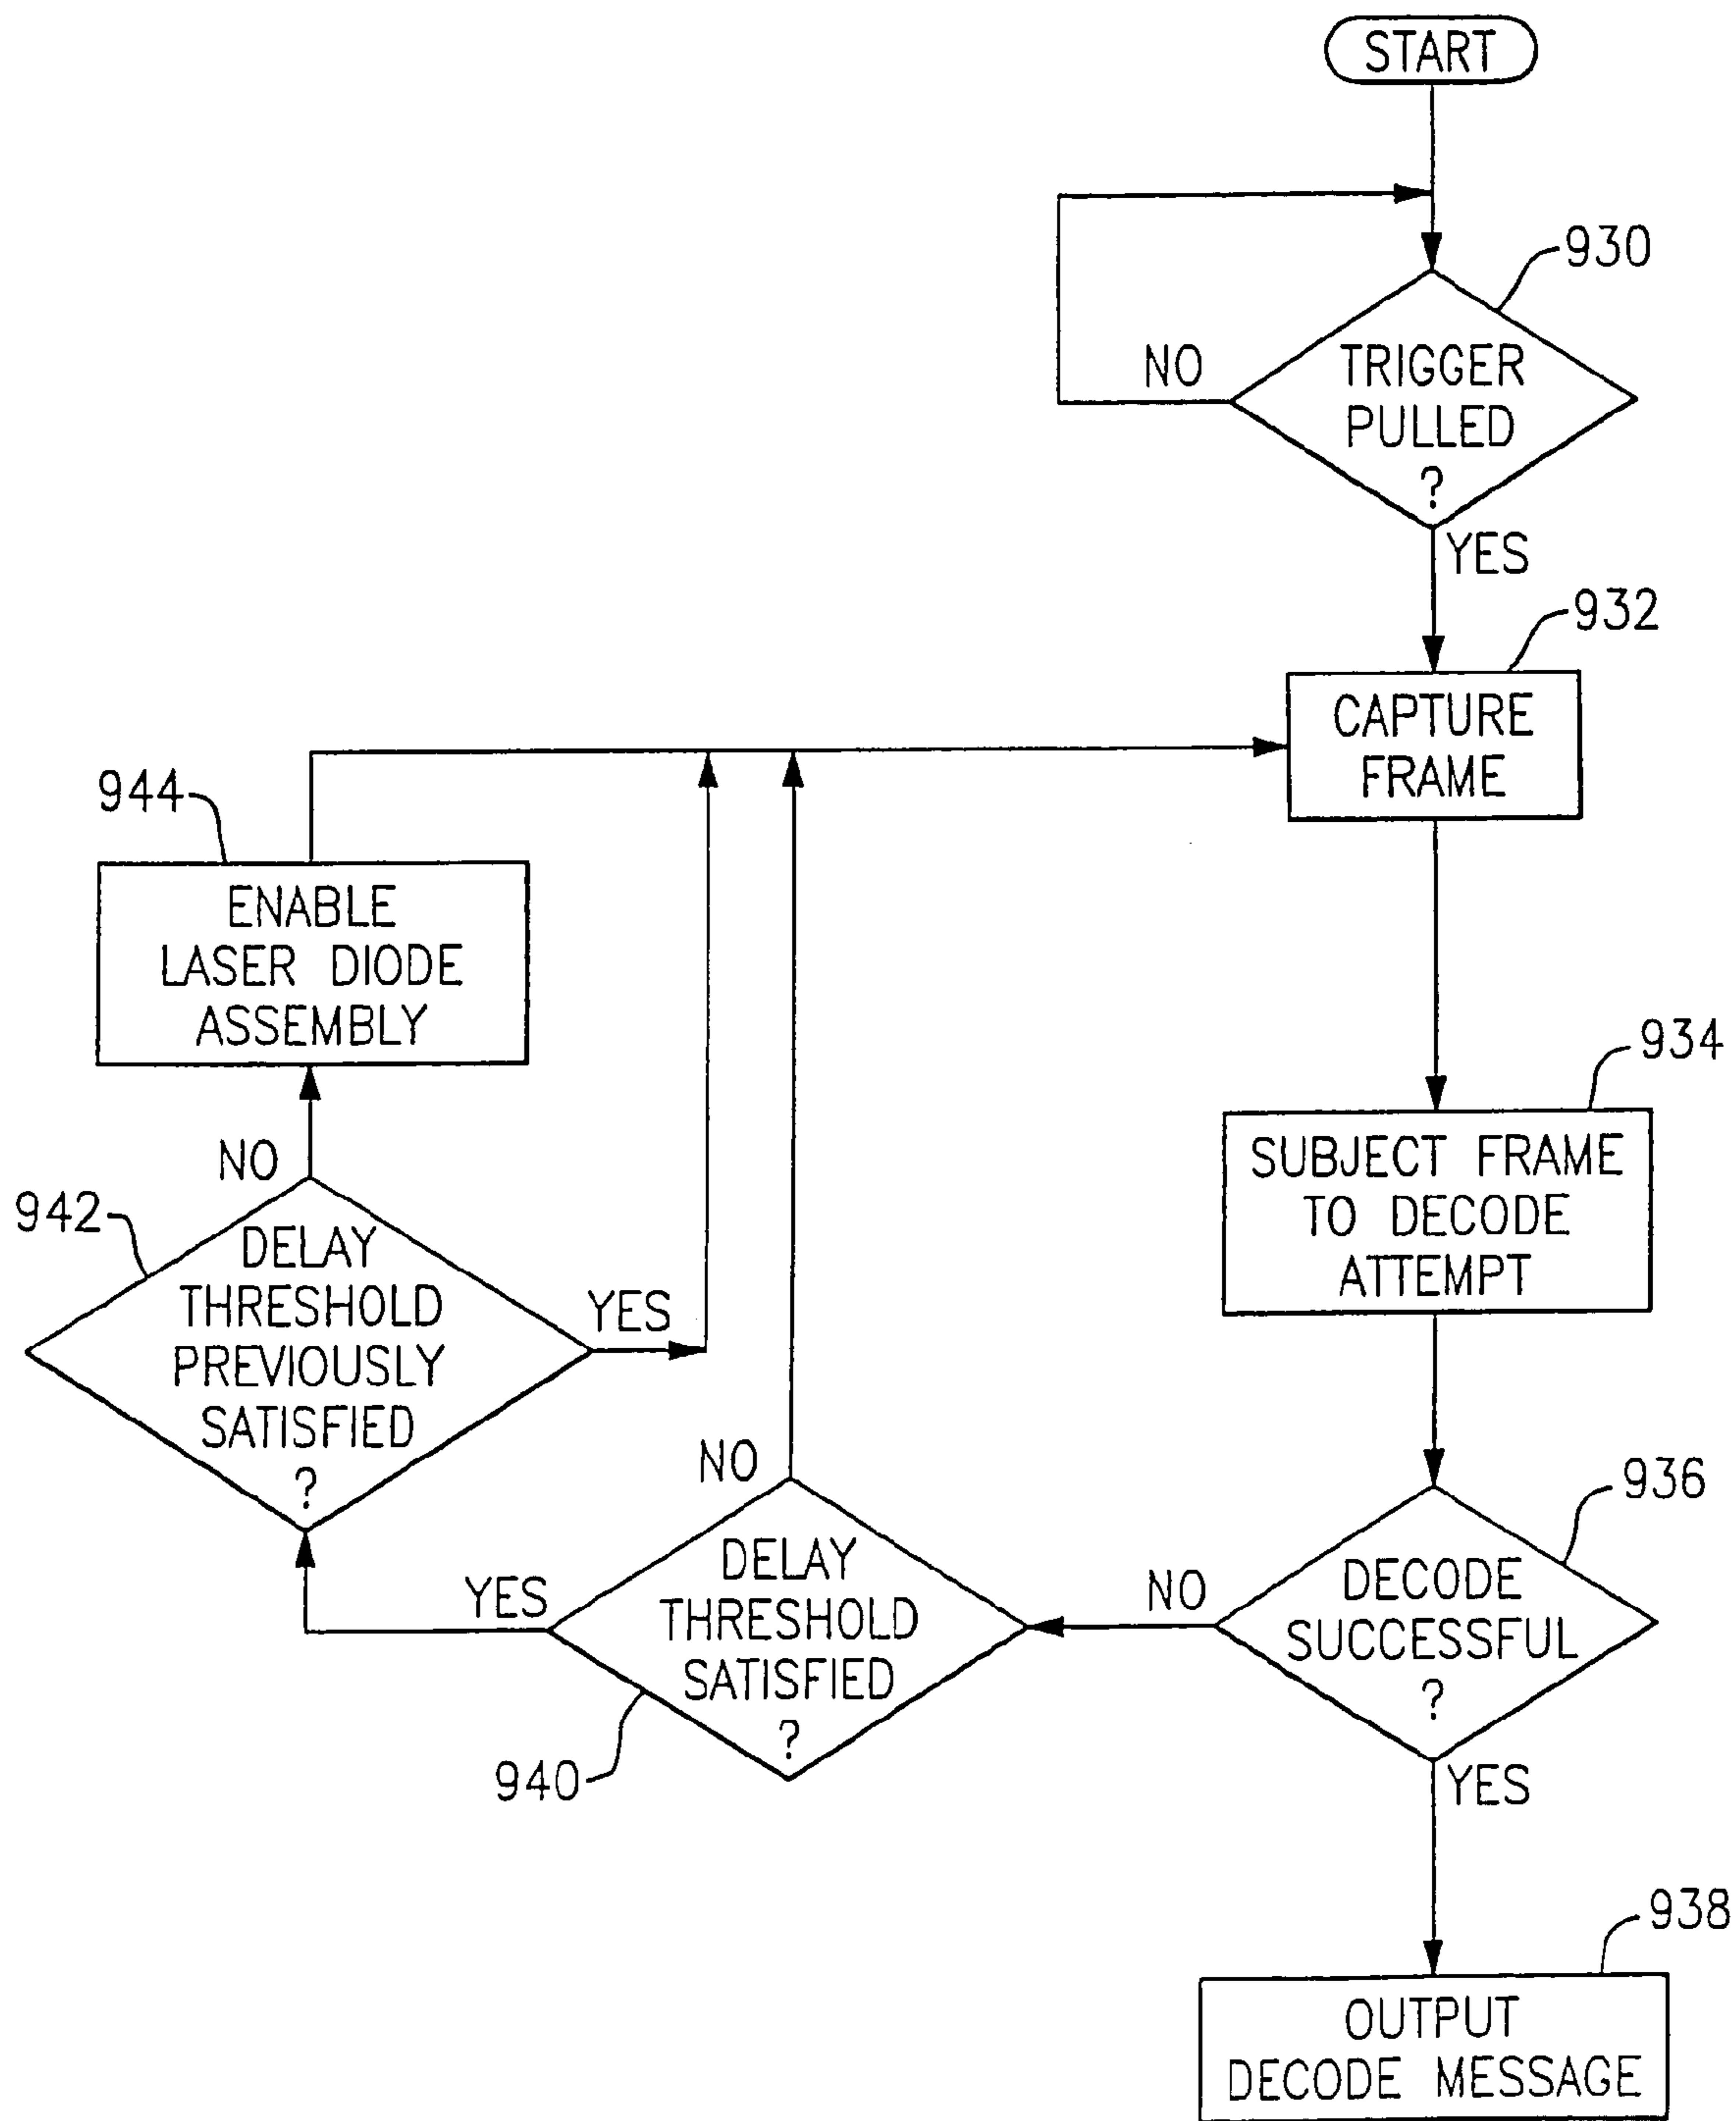 START
930
NO
TRIGGER
PULLED
?
YES
932
CAPTURE
FRAME
944
ENABLE
LASER DIODE
ASSEMBLY
934
SUBJECT FRAME
TO DECODE
ATTEMPT
NO
942
DELAY
THRESHOLD
PREVIOUSLY
SATISFIED
?
YES
NO
936
DECODE
SUCCESSFUL
?
NO
DELAY
THRESHOLD
SATISFIED
?
YES
940
YES
938
OUTPUT
DECODE MESSAGE